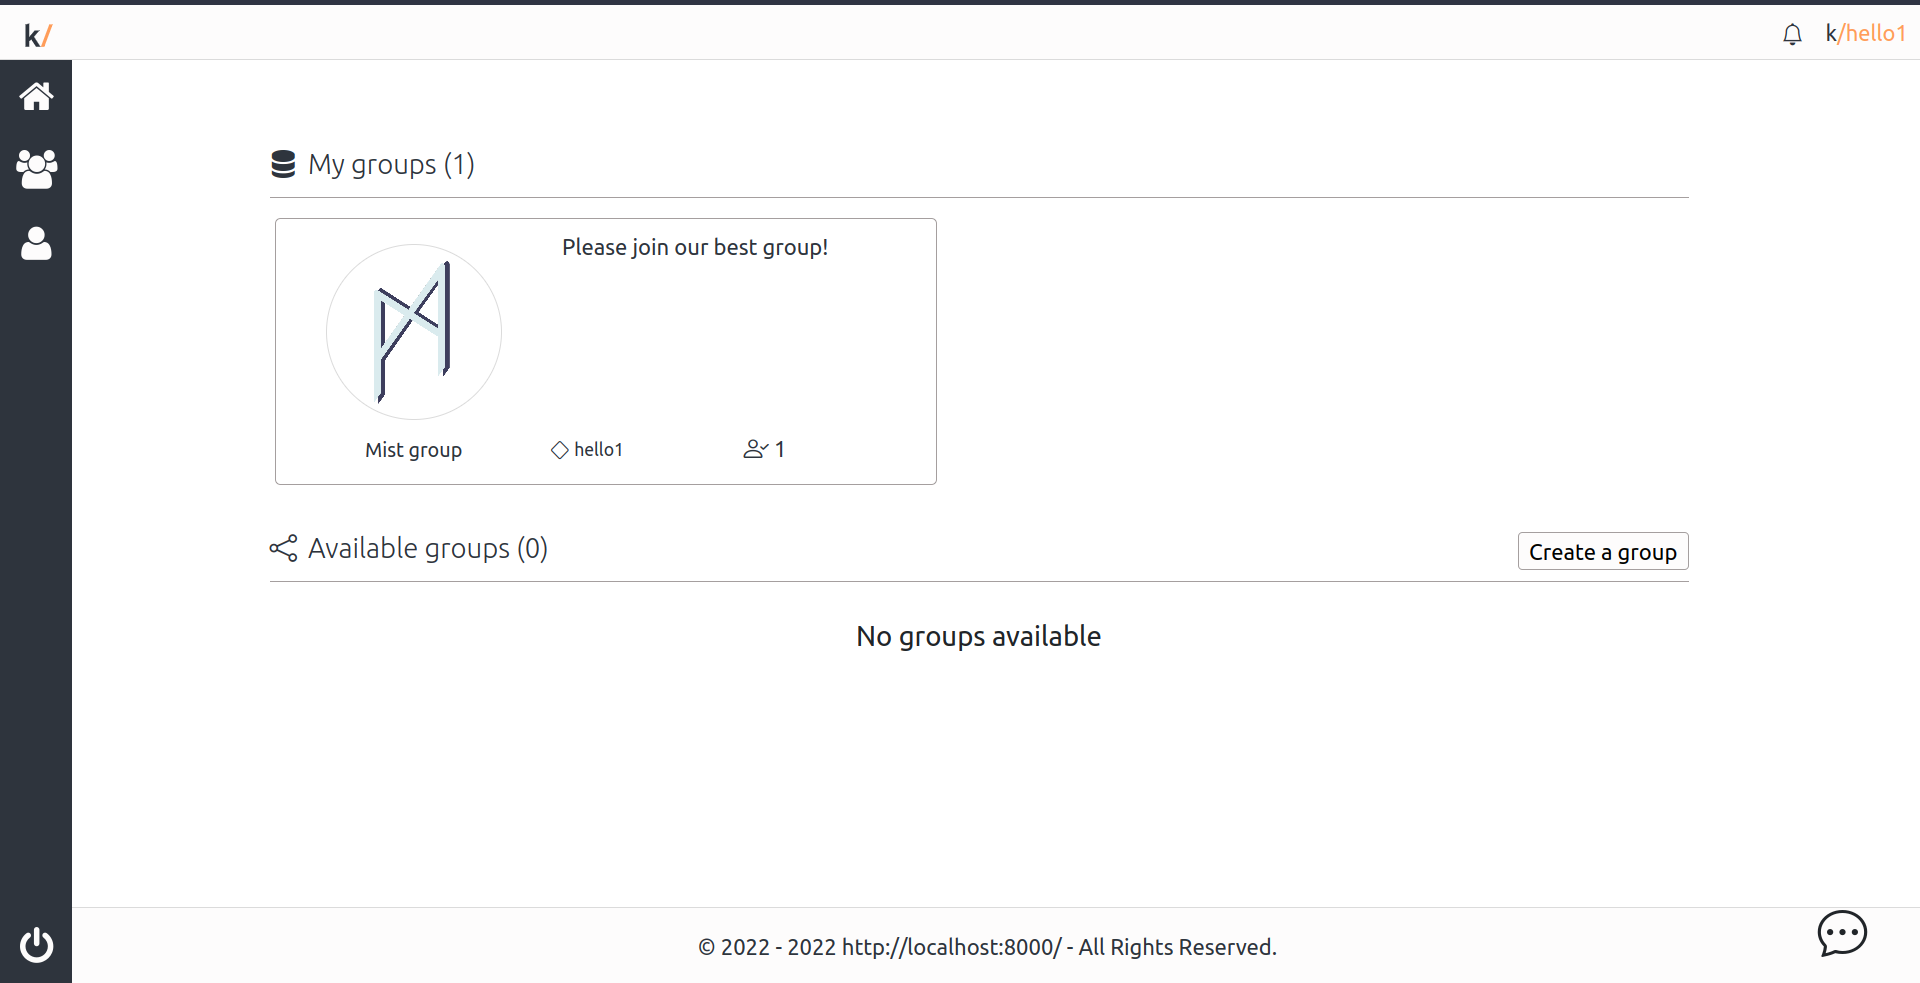 k/
k/hello1
My groups (1)
Please join our best group!
Mist group
hello1
1
Available groups (0)
Create a group
No groups available
© 2022 - 2022 http://localhost:8000/ - All Rights Reserved.